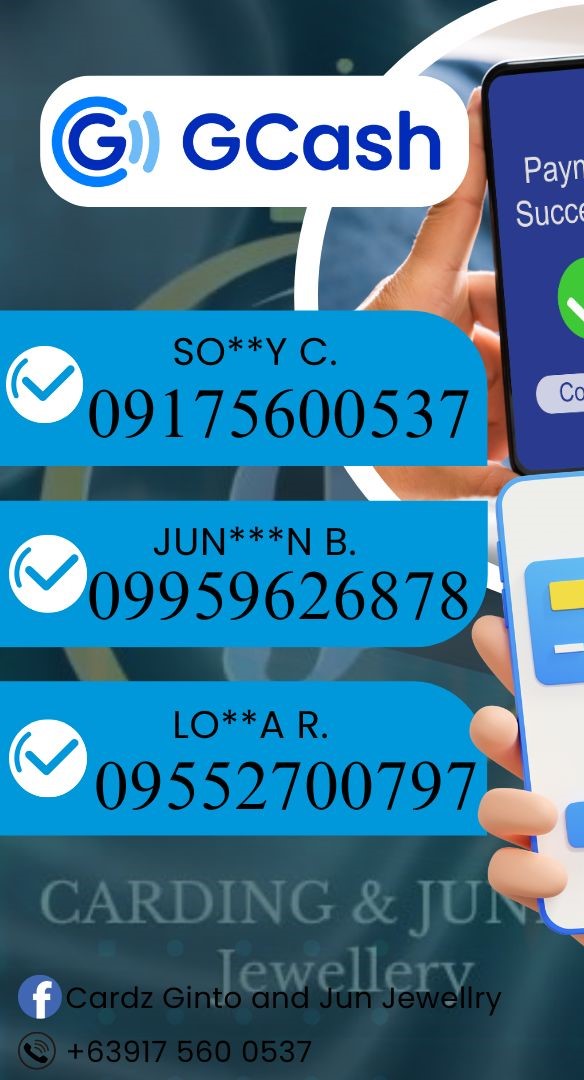 GCash
Paym
Succe
SO**Y C.
09175600537
Co
JUN***N B.
09959626878
LO**A R.
09552700797
CARDING & JUN
Jewellery
Cardz Ginto and Jun Jewellry
+63917 560 0537